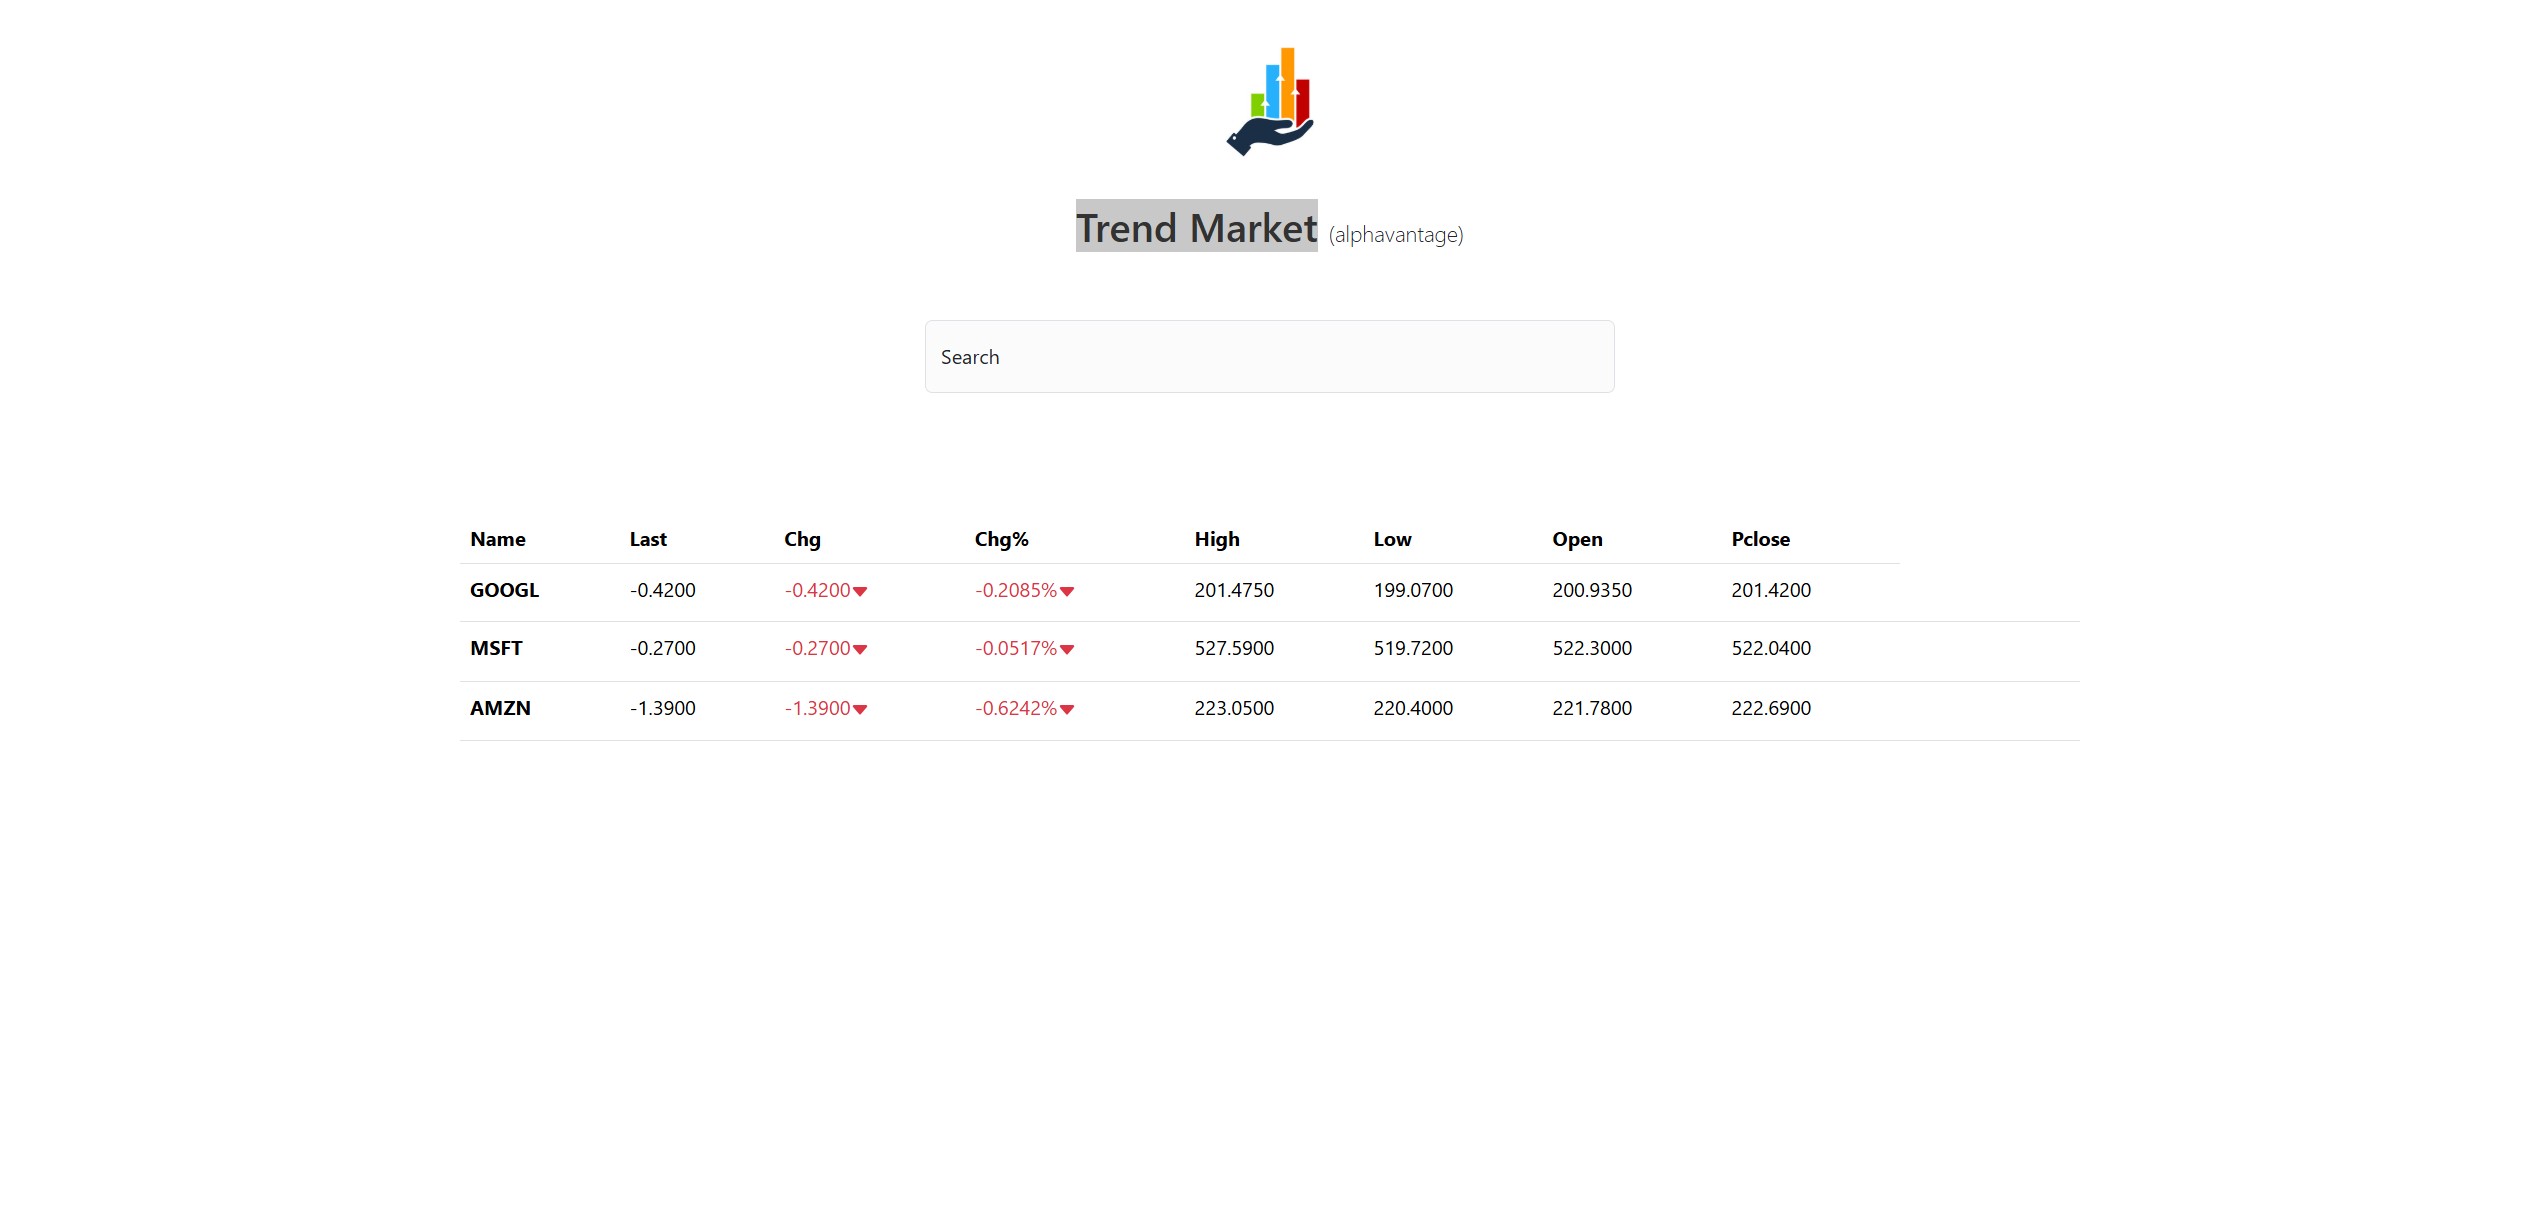 Trend Market (alphavantage)
Search
Name Last Chg Chg% High Low Open Pclose
GOOGL -0.4200 -0.4200 -0.2085% 201.4750 199.0700 200.9350 201.4200
MSFT -0.2700 -0.2700 -0.0517% 527.5900 519.7200 522.3000 522.0400
AMZN -1.3900 -1.3900 -0.6242% 223.0500 220.4000 221.7800 222.6900